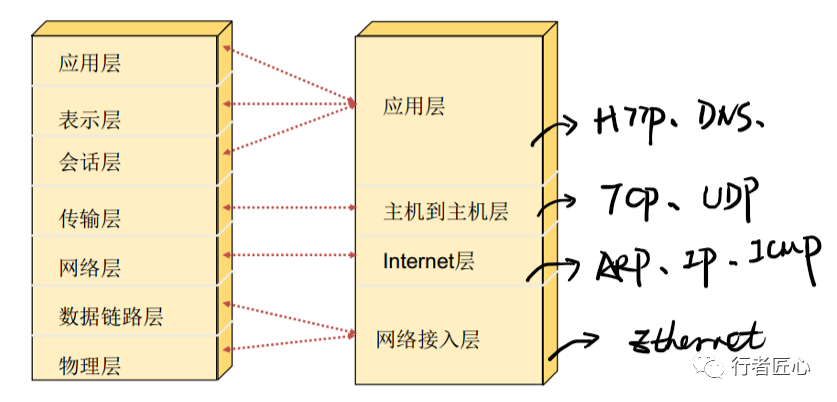 应用层
表示层
会话层
传输层
网络层
数据链路层
物理层
应用层
主机到主机层
Internet层
网络接入层
HTTP、DNS、
TCP、UDP
ARP、IP、ICMP
Ethernet
行者匠心